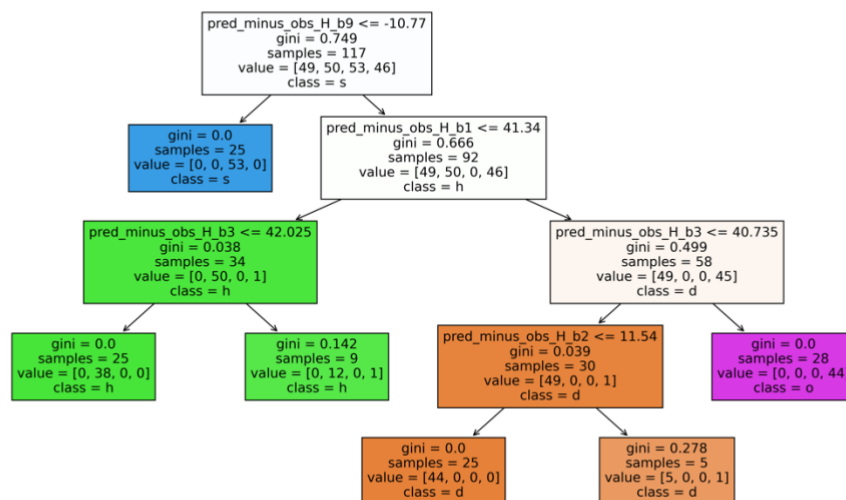 pred_minus_obs_H_b9 <= -10.77
gini = 0.749
samples = 117
value = [49, 50, 53, 46]
class = s
gini = 0.0
samples = 25
value = [0, 0, 53, 0]
class = s
pred_minus_obs_H_b1 <= 41.34
gini = 0.666
samples = 92
value = [49, 50, 0, 46]
class = h
pred_minus_obs_H_b3 <= 42.025
gini = 0.038
samples = 34
value = [0, 50, 0, 1]
class = h
pred_minus_obs_H_b3 <= 40.735
gini = 0.499
samples = 58
value = [49, 0, 0, 45]
class = d
gini = 0.0
samples = 25
value = [0, 38, 0, 0]
class = h
gini = 0.142
samples = 9
value = [0, 12, 0, 1]
class = h
pred_minus_obs_H_b2 <= 11.54
gini = 0.039
samples = 30
value = [49, 0, 0, 1]
class = d
gini = 0.0
samples = 28
value = [0, 0, 0, 44]
class = o
gini = 0.0
samples = 25
value = [44, 0, 0, 0]
class = d
gini = 0.278
samples = 5
value = [5, 0, 0, 1]
class = d